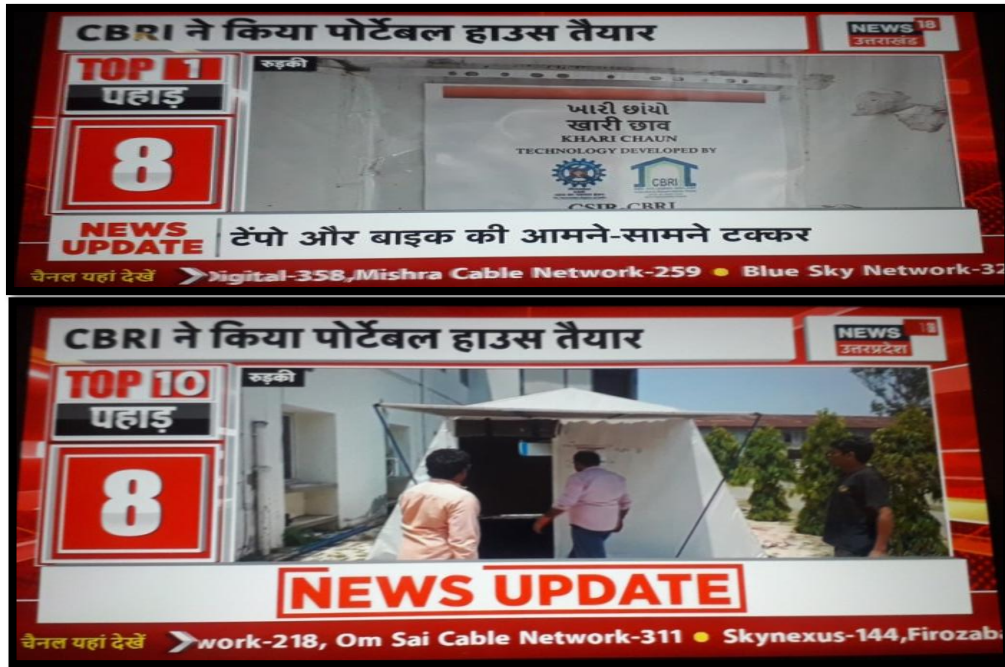 CBRI ने किया पोर्टेबल हाउस तैयार
NEWS 18
उत्तराखंड
TOP 1
पहाड़
8
रुड़की
ખારી છાંયો
खारी छाव
KHARI CHAUN
TECHNOLOGY DEVELOPED BY
CBRI
CSIR-CBRI
NEWS
UPDATE
टेंपो और बाइक की आमने-सामने टक्कर
चैनल यहां देखें
Digital-358,Mishra Cable Network-259 ● Blue Sky Network-32
CBRI ने किया पोर्टेबल हाउस तैयार
NEWS 18
उत्तरप्रदेश
TOP 10
पहाड़
8
रुड़की
NEWS UPDATE
चैनल यहां देखें
work-218, Om Sai Cable Network-311 ● Skynexus-144,Firozab